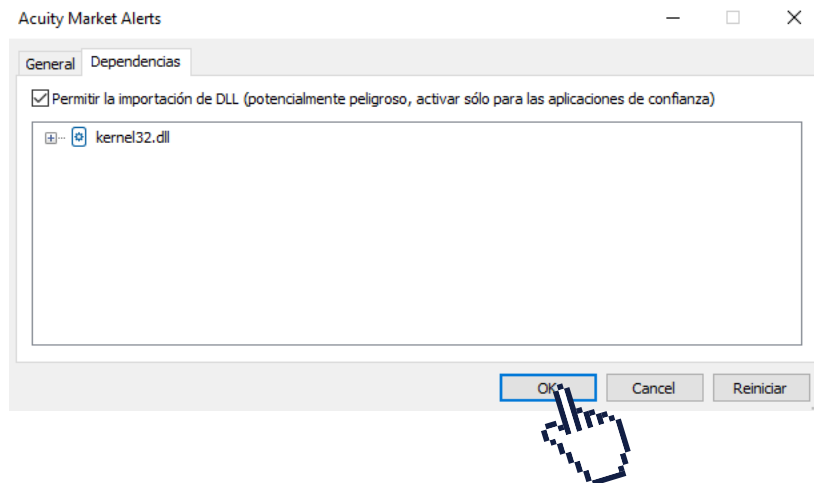 Acuity Market Alerts
General Dependencias
Permitir la importación de DLL (potencialmente peligroso, activar sólo para las aplicaciones de confianza)
kernel32.dll
OK Cancel Reiniciar